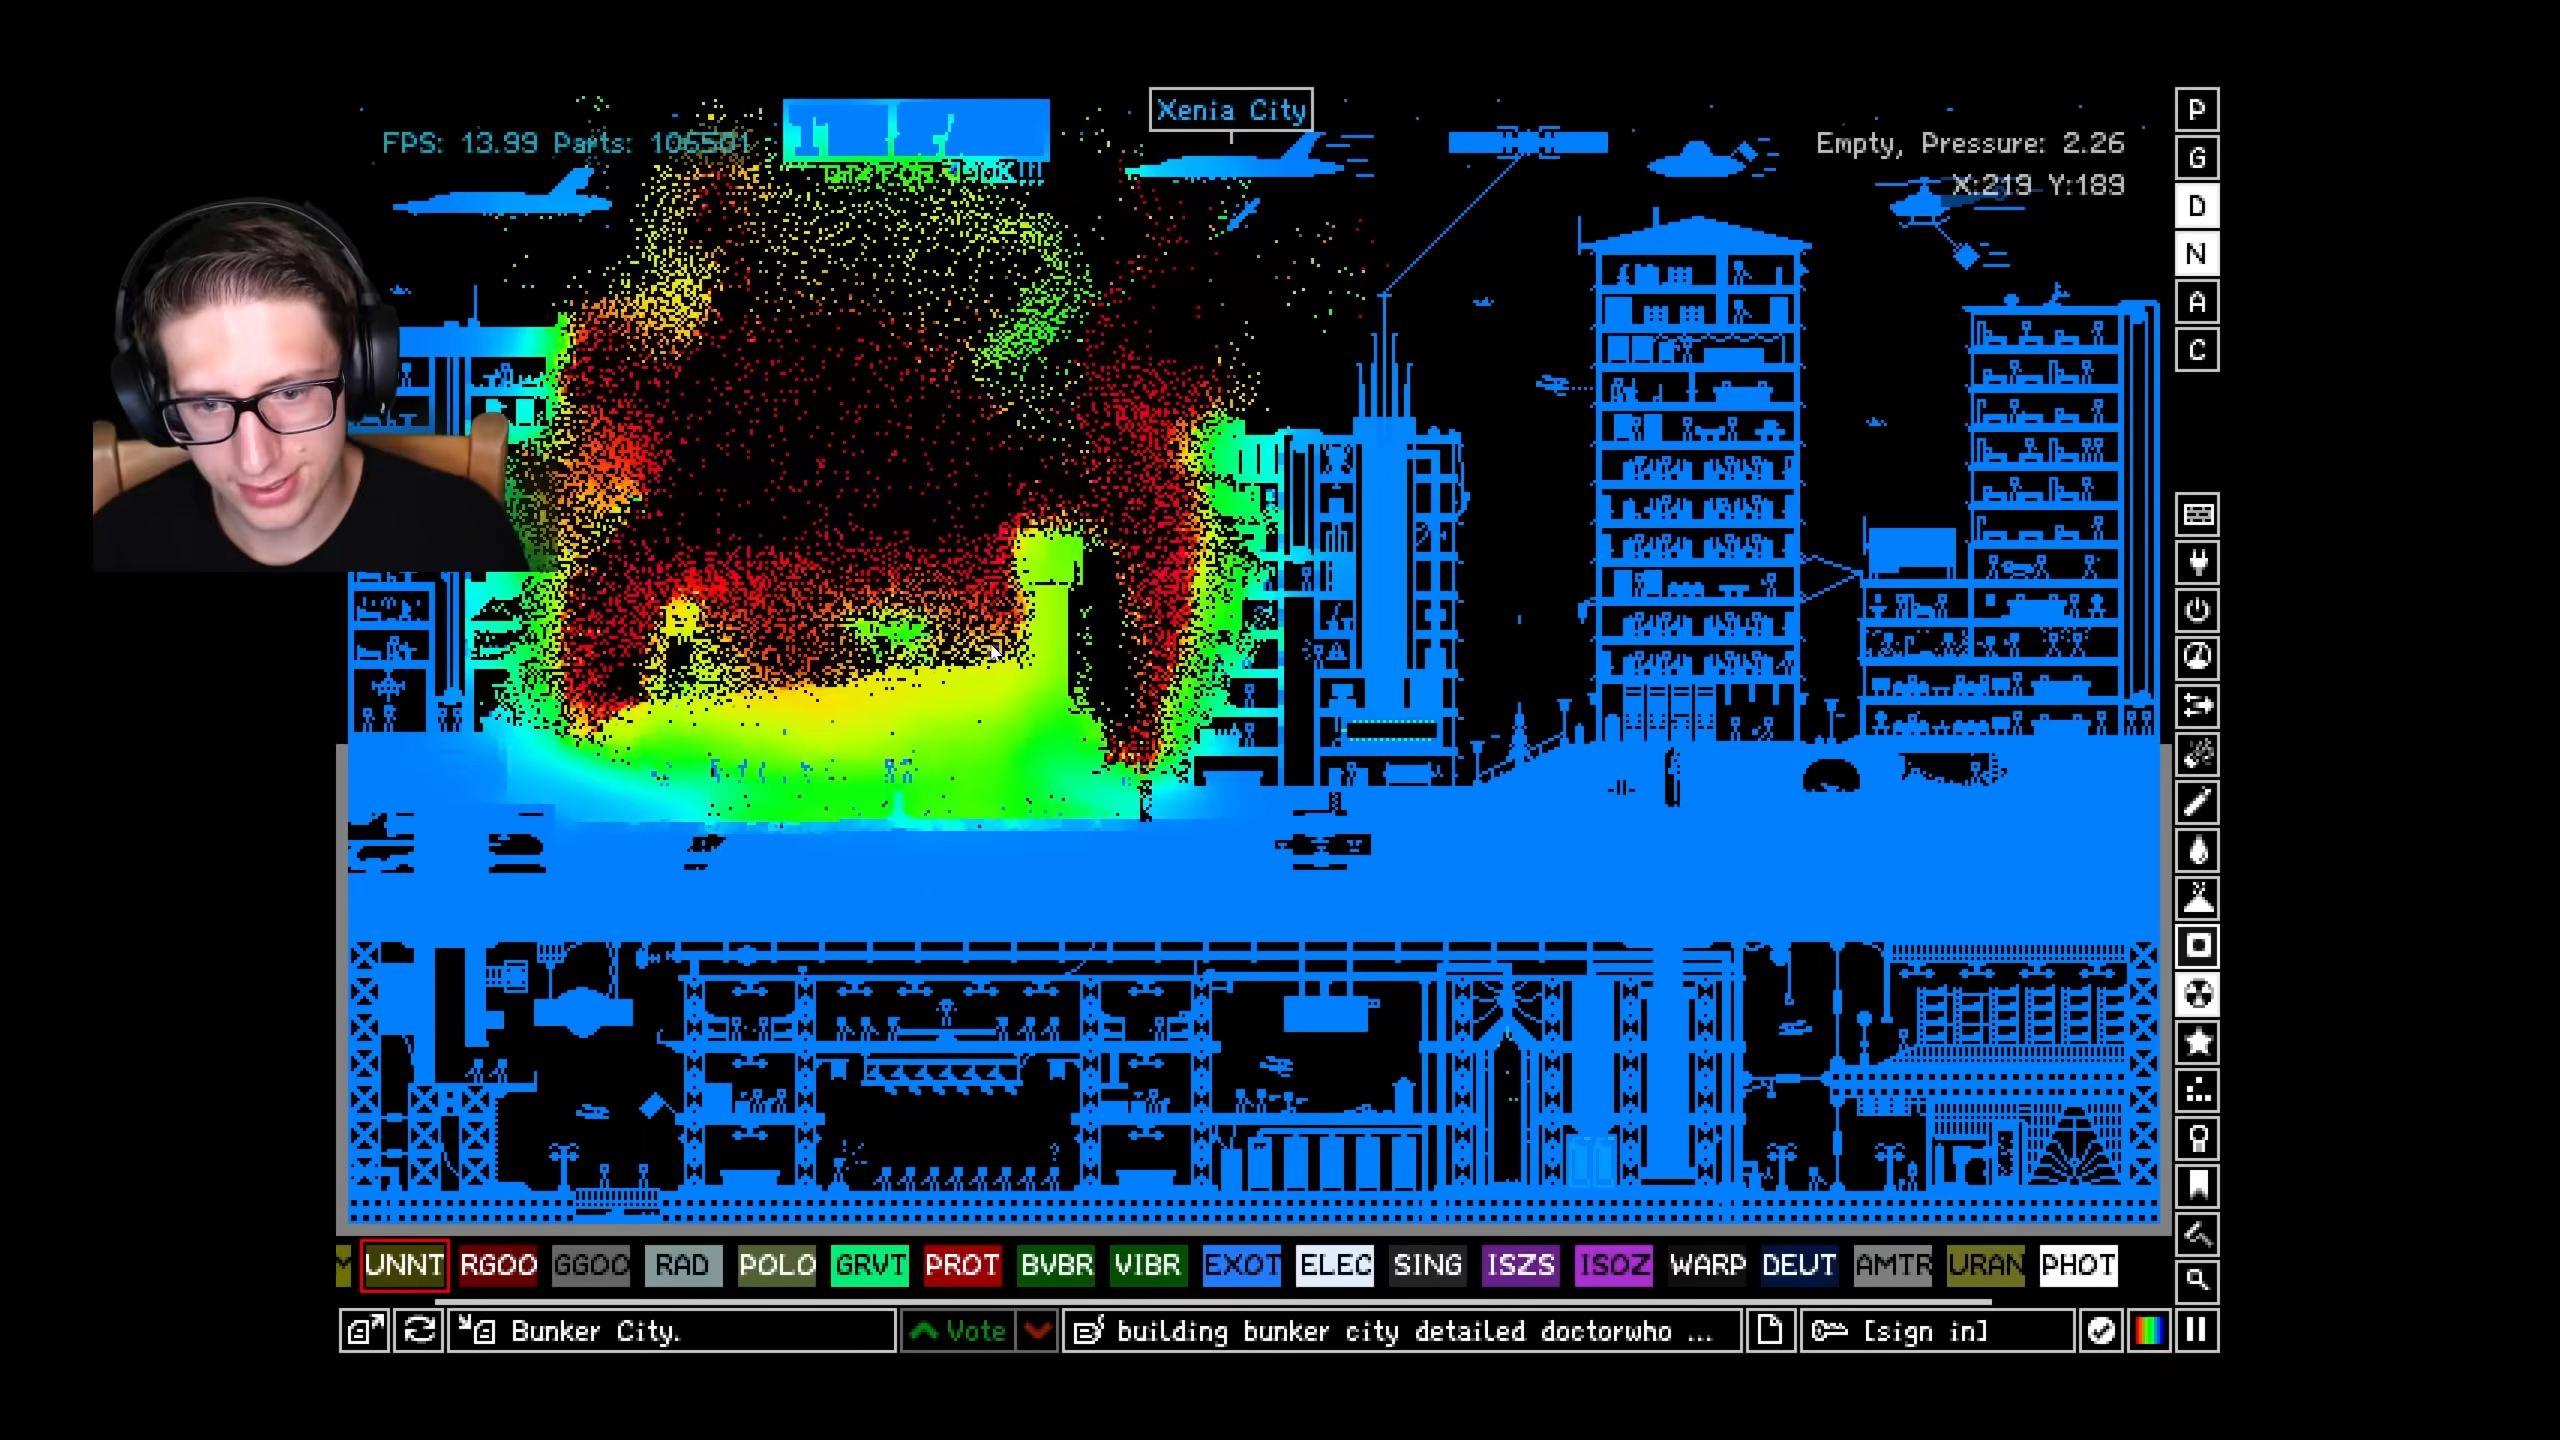 Xenia City
FPS: 13.99 Parts: 106501
Empty, Pressure: 2.26
X:219 Y:189
P
G
D
N
A
C
UNNT RGOO GGOO RAD POLO GRVT PROT BVBR VIBR EXOT ELEC SING ISZS ISOZ WARP DEUT AMTR URAN PHOT
Bunker City. Vote building bunker city detailed doctorwho ... [sign in]